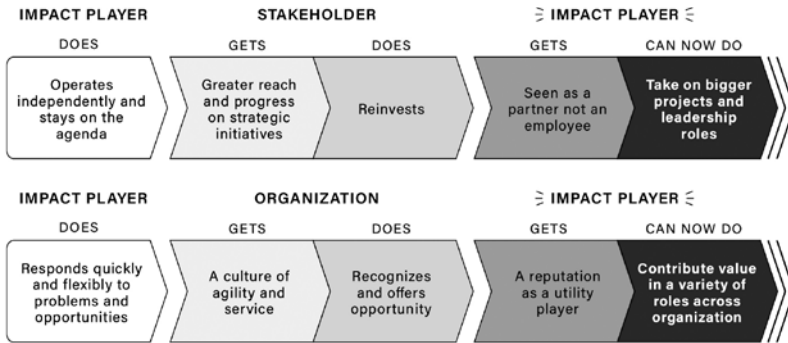 IMPACT PLAYER STAKEHOLDER IMPACT PLAYER
DOES GETS DOES GETS CAN NOW DO
Operates
independently and
stays on the
agenda
Greater reach
and progress
on strategic
initiatives
Reinvests
Seen as a
partner not an
employee
Take on bigger
projects and
leadership
roles
IMPACT PLAYER ORGANIZATION IMPACT PLAYER
DOES GETS DOES GETS CAN NOW DO
Responds quickly
and flexibly to
problems and
opportunities
A culture of
agility and
service
Recognizes
and offers
opportunity
A reputation
as a utility
player
Contribute value
in a variety of
roles across
organization